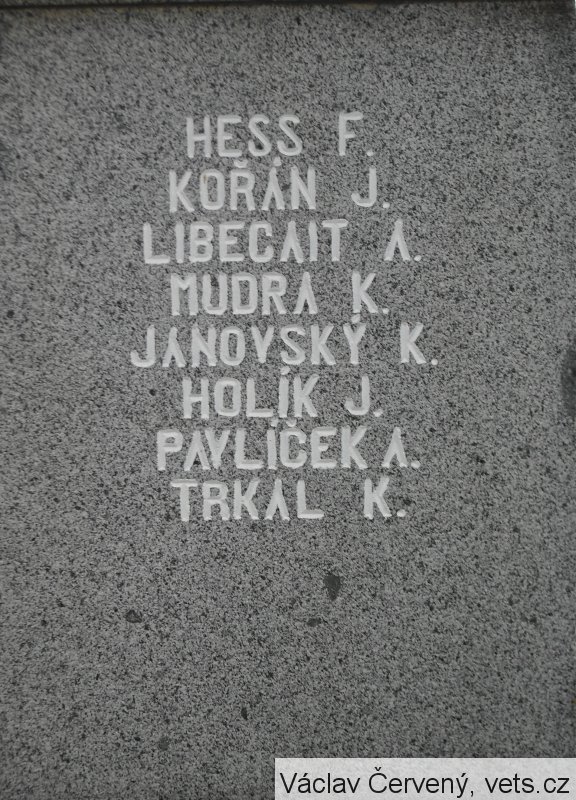 HESS F.
KOŘÁN J.
LIBECAIT A.
MUDRA K.
JANOVSKÝ K.
HOLÍK J.
PAVLÍČEK A.
TRKAL K.
Václav Červený, vets.cz